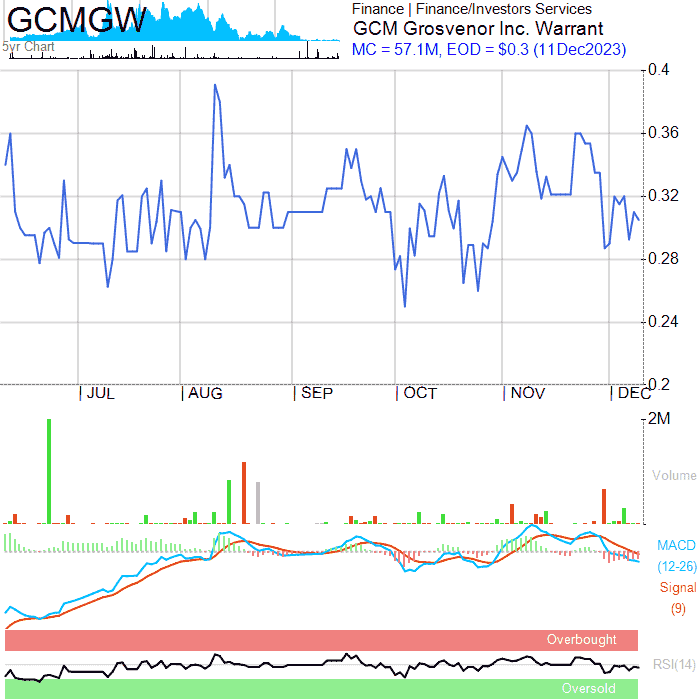 GCMGW
5yr Chart
Finance | Finance/Investors Services
GCM Grosvenor Inc. Warrant
MC = 57.1M, EOD = $0.3 (11Dec2023)
0.4
0.36
0.32
0.28
0.24
0.2
JUL AUG SEP OCT NOV DEC
2M
Volume
MACD
(12-26)
Signal
(9)
Overbought
RSI(14)
Oversold